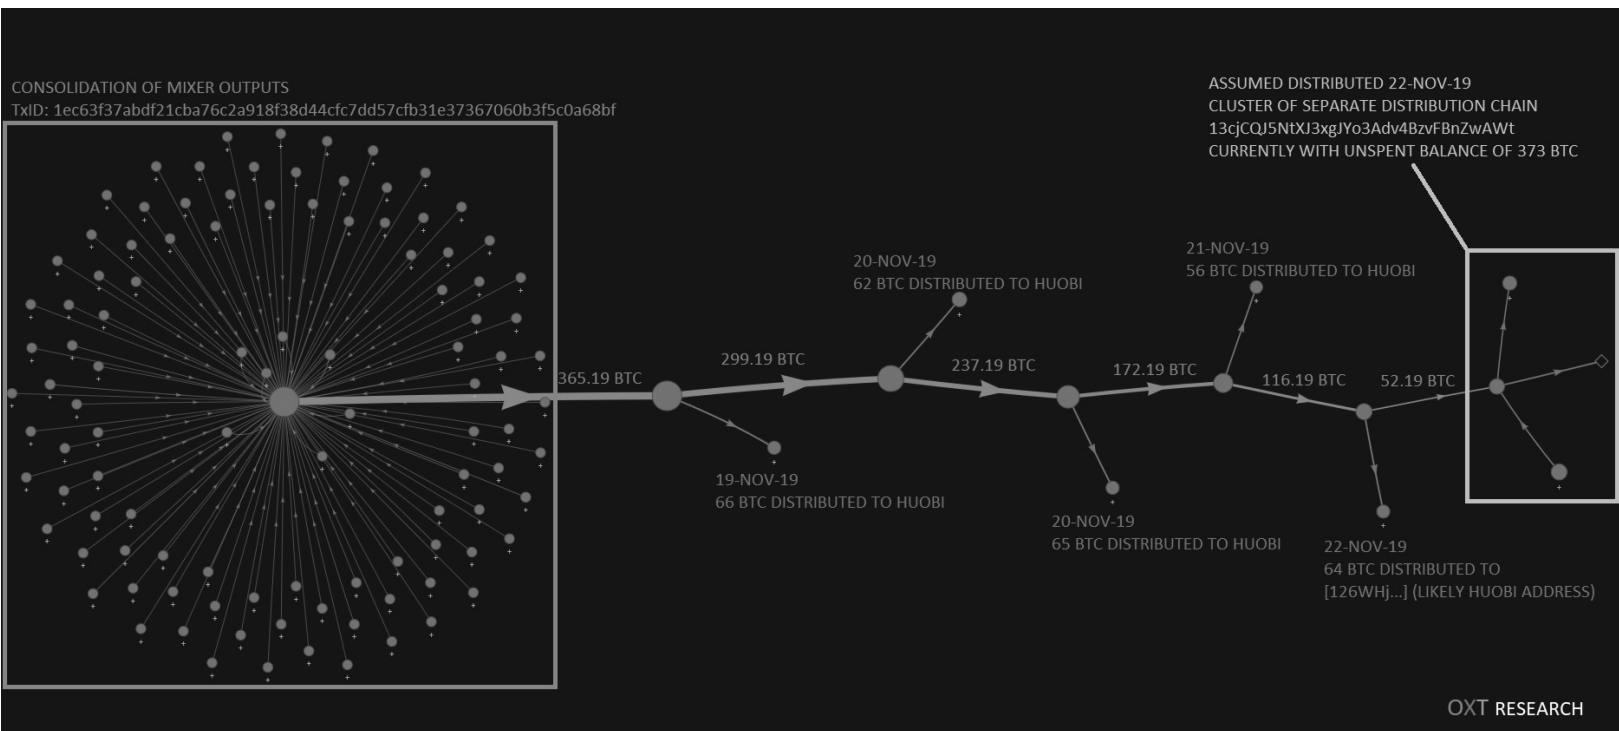 CONSOLIDATION OF MIXER OUTPUTS
TxID: 1ec63f37abdf21cba76c2a918f38d44cfc7dd57cfb31e37367060b3f5c0a68bf
ASSUMED DISTRIBUTED 22-NOV-19
CLUSTER OF SEPARATE DISTRIBUTION CHAIN
13cjCQJ5NtXJ3xgJYo3Adv4BzvFBnZwAWt
CURRENTLY WITH UNSPENT BALANCE OF 373 BTC
21-NOV-19
56 BTC DISTRIBUTED TO HUOBI
20-NOV-19
62 BTC DISTRIBUTED TO HUOBI
365.19 BTC
299.19 BTC
237.19 BTC
172.19 BTC
116.19 BTC
52.19 BTC
19-NOV-19
66 BTC DISTRIBUTED TO HUOBI
20-NOV-19
65 BTC DISTRIBUTED TO HUOBI
22-NOV-19
64 BTC DISTRIBUTED TO
[126WHj...] (LIKELY HUOBI ADDRESS)
OXT RESEARCH